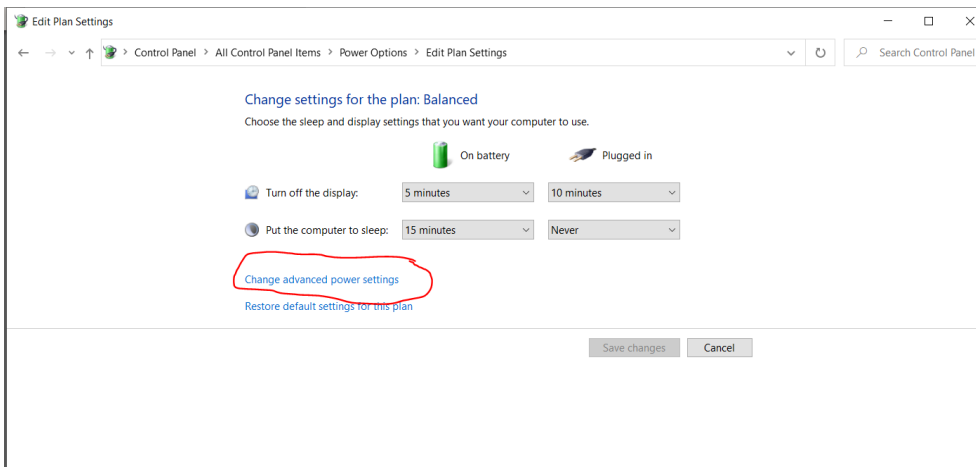 Edit Plan Settings
Control Panel > All Control Panel Items > Power Options > Edit Plan Settings
Search Control Panel
Change settings for the plan: Balanced
Choose the sleep and display settings that you want your computer to use.
On battery Plugged in
Turn off the display: 5 minutes 10 minutes
Put the computer to sleep: 15 minutes Never
Change advanced power settings
Restore default settings for this plan
Save changes Cancel